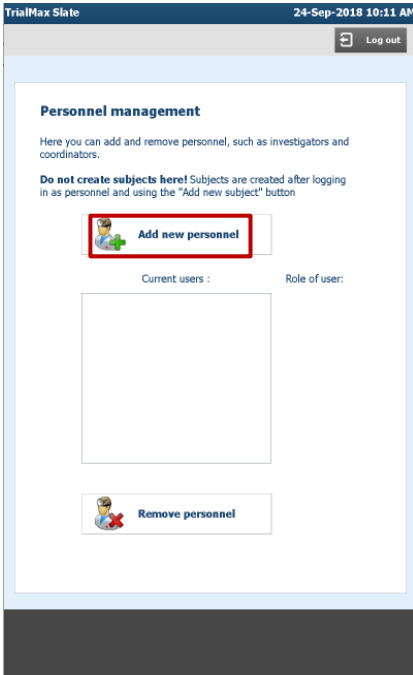 TrialMax Slate 24-Sep-2018 10:11 AM
Log out
Personnel management
Here you can add and remove personnel, such as investigators and
coordinators.
Do not create subjects here! Subjects are created after logging
in as personnel and using the "Add new subject" button
Add new personnel
Current users : Role of user:
Remove personnel